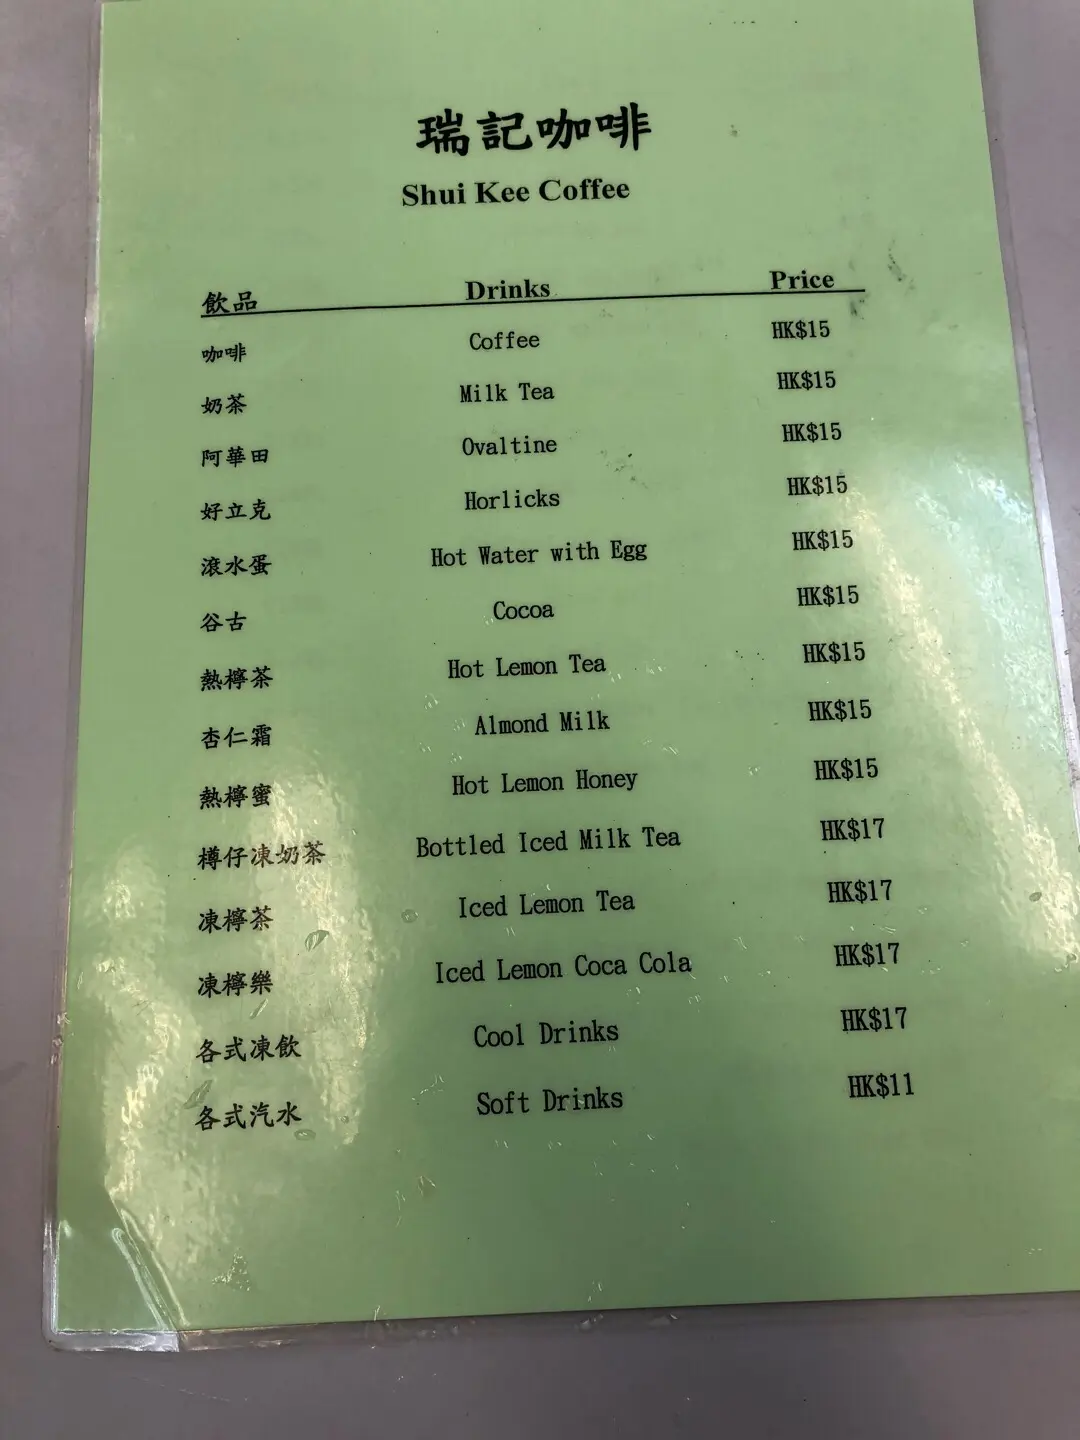 瑞記咖啡
Shui Kee Coffee
飲品 Drinks Price
咖啡 Coffee HK$15
奶茶 Milk Tea HK$15
阿華田 Ovaltine HK$15
好立克 Horlicks HK$15
滾水蛋 Hot Water with Egg HK$15
谷古 Cocoa HK$15
熱檸茶 Hot Lemon Tea HK$15
杏仁霜 Almond Milk HK$15
熱檸蜜 Hot Lemon Honey HK$15
樽仔凍奶茶 Bottled Iced Milk Tea HK$17
凍檸茶 Iced Lemon Tea HK$17
凍檸樂 Iced Lemon Coca Cola HK$17
各式凍飲 Cool Drinks HK$17
各式汽水 Soft Drinks HK$11